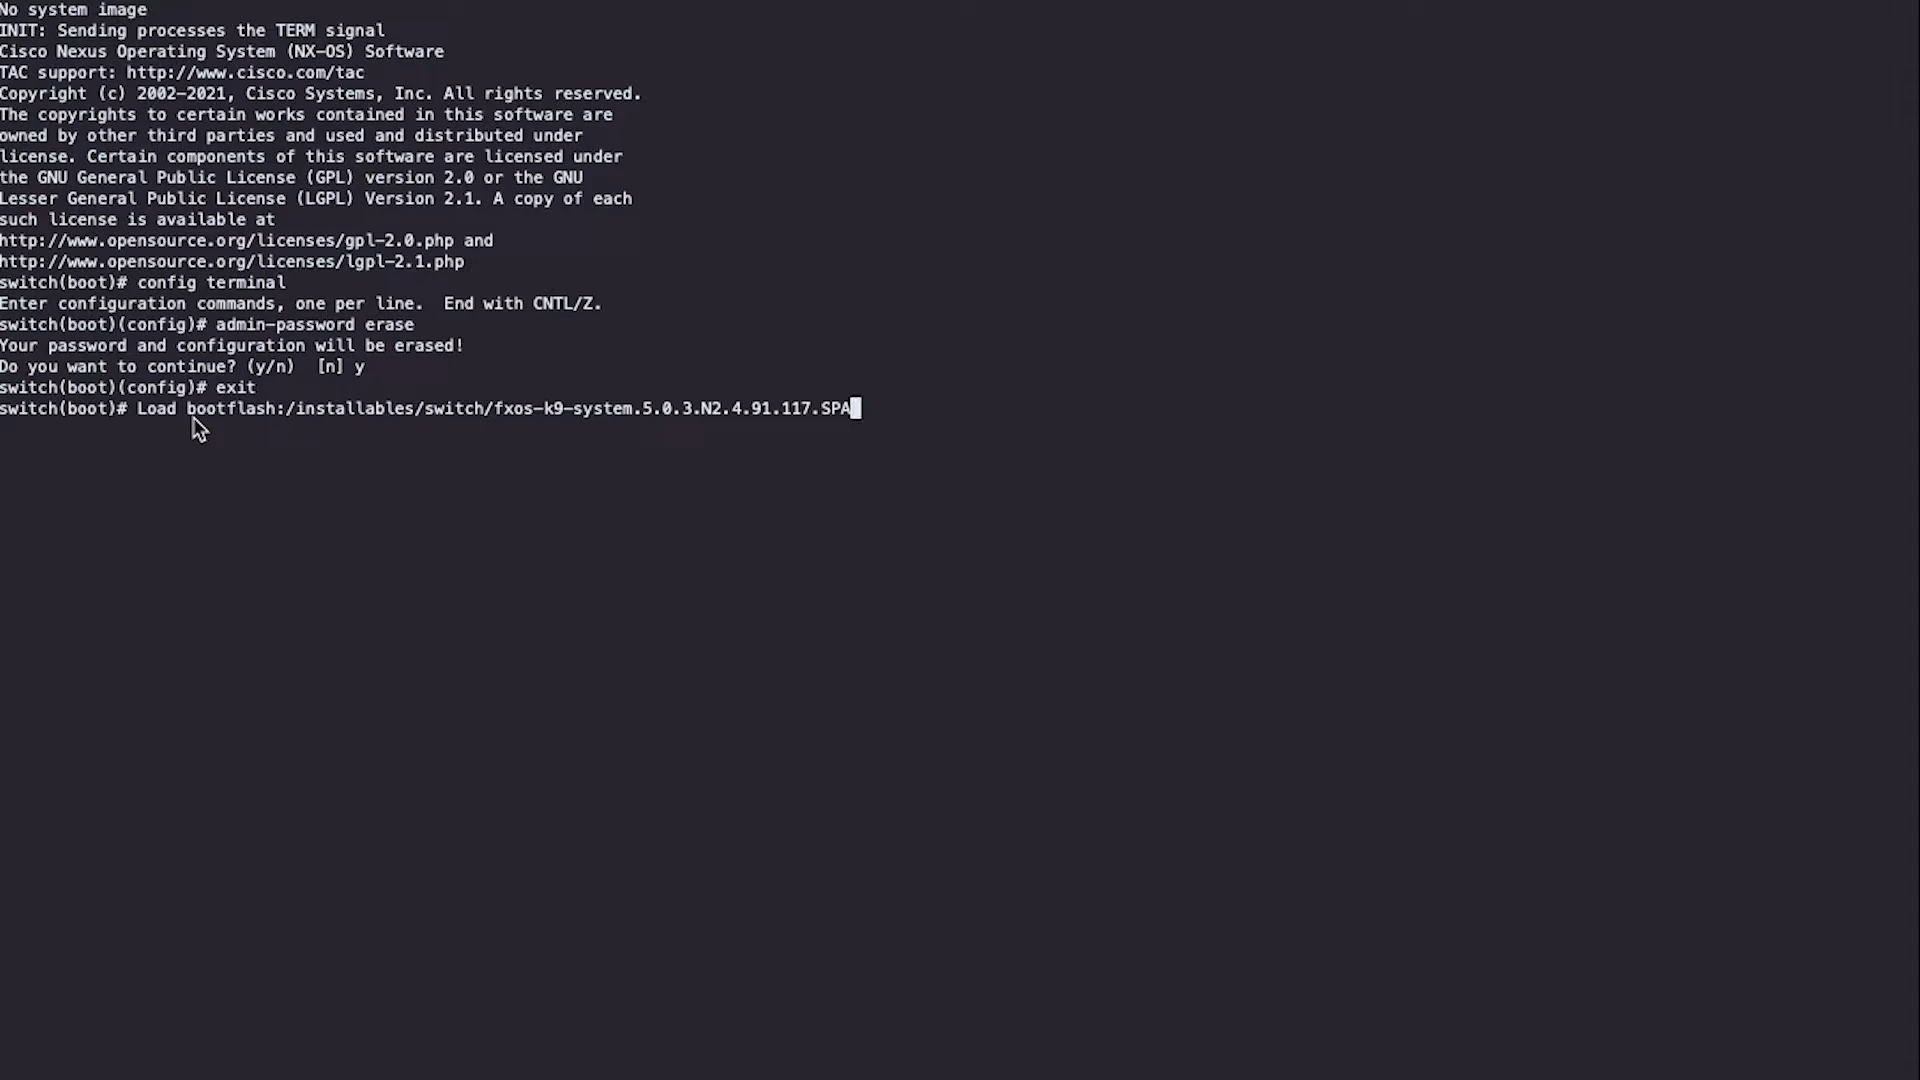 No system image
INIT: Sending processes the TERM signal
Cisco Nexus Operating System (NX-OS) Software
TAC support: http://www.cisco.com/tac
Copyright (c) 2002-2021, Cisco Systems, Inc. All rights reserved.
The copyrights to certain works contained in this software are
owned by other third parties and used and distributed under
license. Certain components of this software are licensed under
the GNU General Public License (GPL) version 2.0 or the GNU
Lesser General Public License (LGPL) Version 2.1. A copy of each
such license is available at
http://www.opensource.org/licenses/gpl-2.0.php and
http://www.opensource.org/licenses/lgpl-2.1.php
switch(boot)# config terminal
Enter configuration commands, one per line.  End with CNTL/Z.
switch(boot)(config)# admin-password erase
Your password and configuration will be erased!
Do you want to continue? (y/n)  [n] y
switch(boot)(config)# exit
switch(boot)# Load bootflash:/installables/switch/fxos-k9-system.5.0.3.N2.4.91.117.SPA